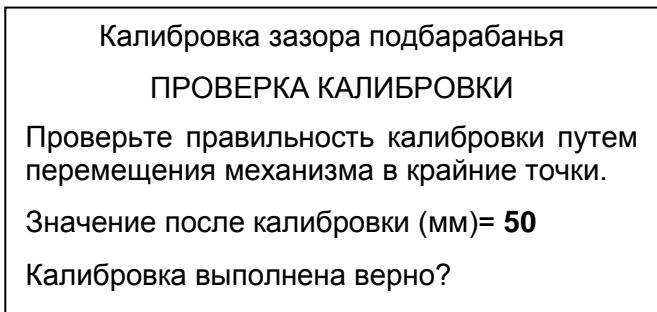 Калибровка зазора подбарабанья
ПРОВЕРКА КАЛИБРОВКИ
Проверьте правильность калибровки путем
перемещения механизма в крайние точки.
Значение после калибровки (мм)= 50
Калибровка выполнена верно?